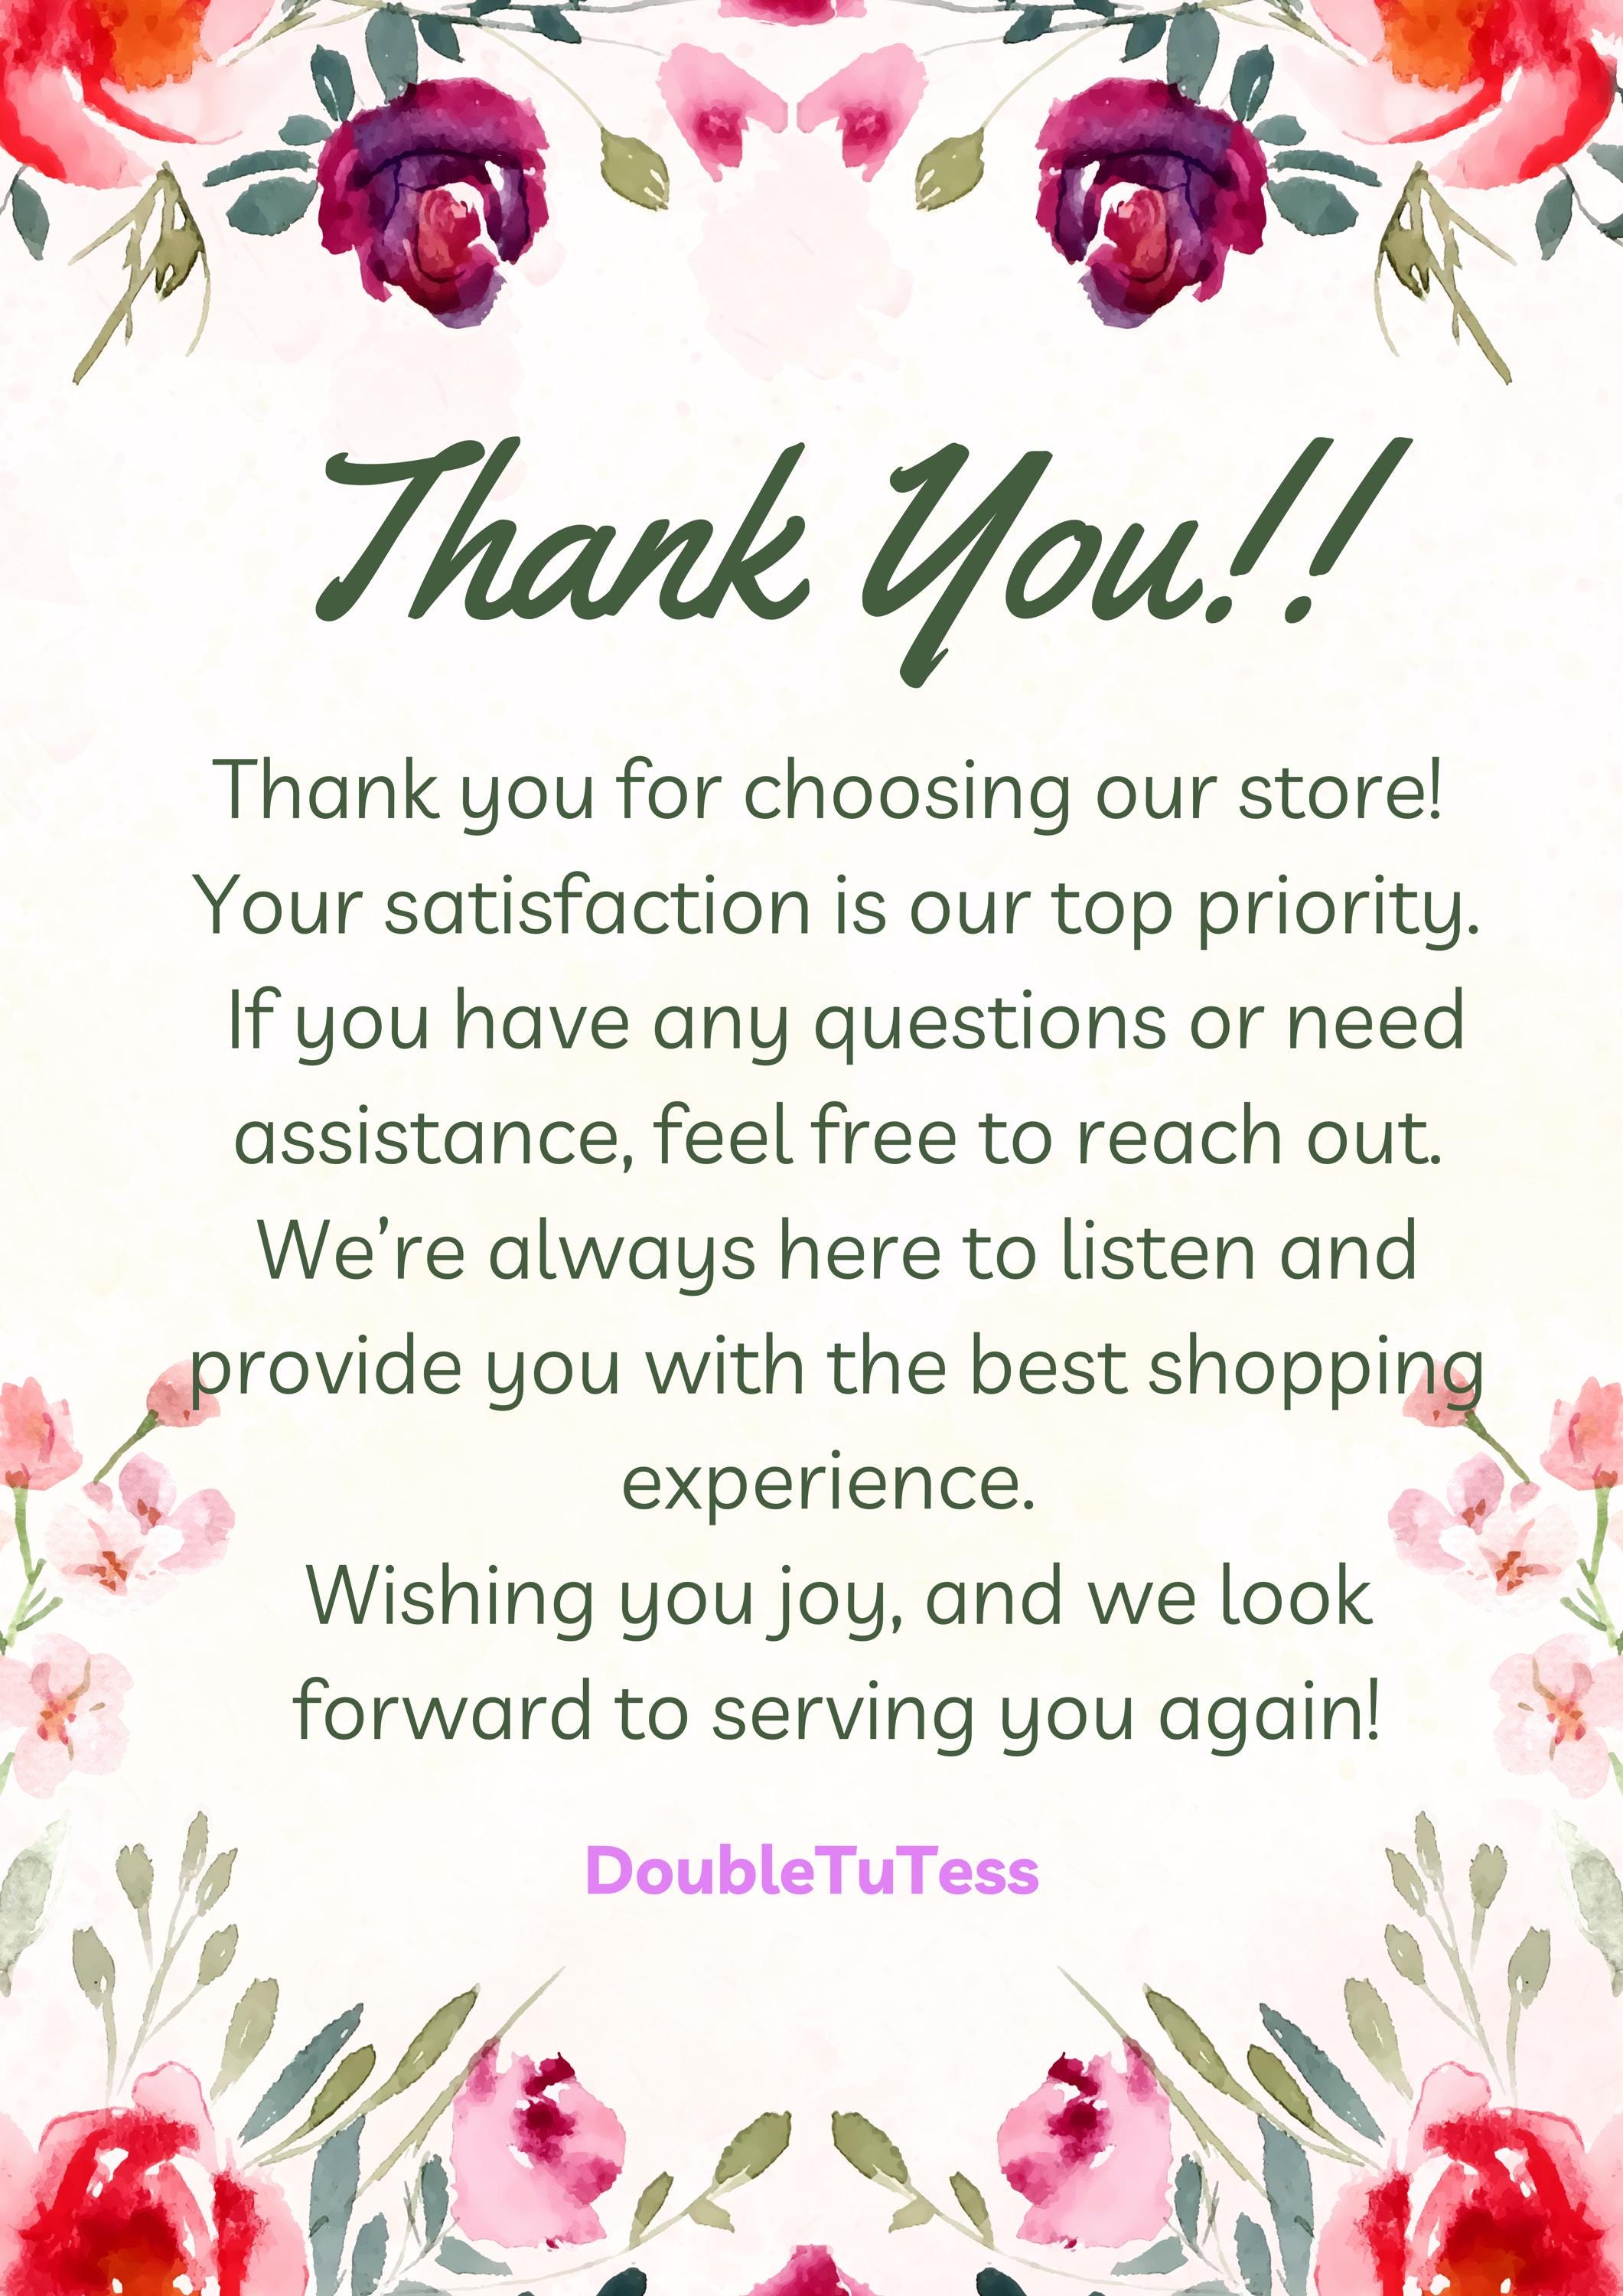 Thank You!!
Thank you for choosing our store!
Your satisfaction is our top priority.
If you have any questions or need
assistance, feel free to reach out.
We’re always here to listen and
provide you with the best shopping
experience.
Wishing you joy, and we look
forward to serving you again!
DoubleTuTess